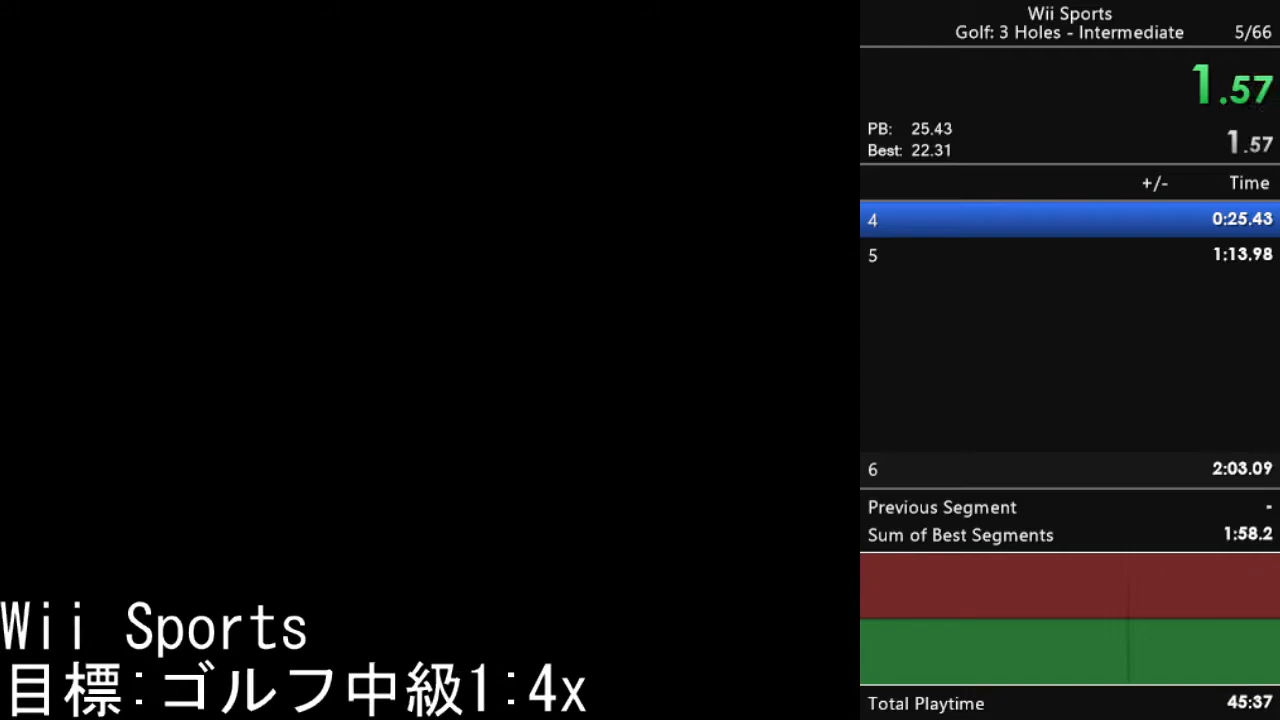 Wii Sports
Golf: 3 Holes - Intermediate 5/66
1.57
PB: 25.43
Best: 22.31 1.57
+/- Time
4 0:25.43
5 1:13.98
6 2:03.09
Previous Segment -
Sum of Best Segments 1:58.2
Total Playtime 45:37
Wii Sports
目標:ゴルフ中級1:4x